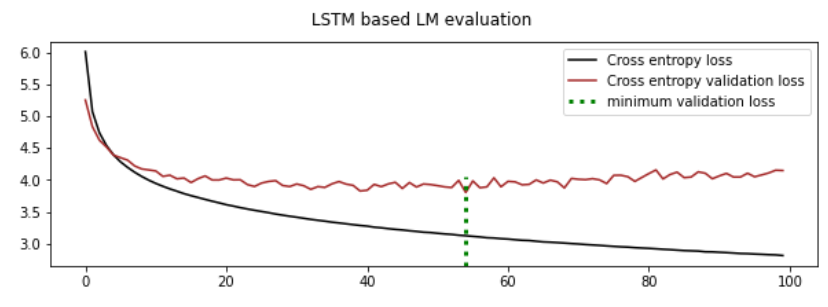 LSTM based LM evaluation
6.0
5.5
5.0
4.5
4.0
3.5
3.0
Cross entropy loss
Cross entropy validation loss
minimum validation loss
0 20 40 60 80 100